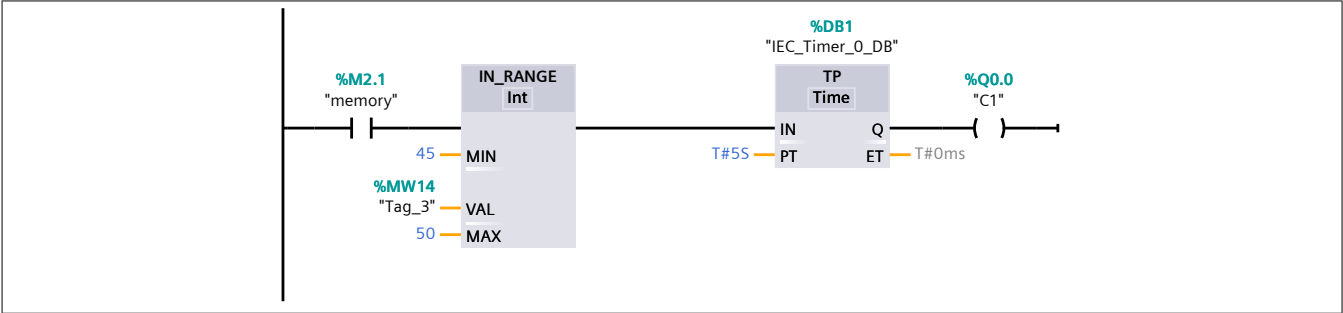 %DB1
"IEC_Timer_0_DB"
%M2.1
"memory"
IN_RANGE
Int
TP
Time
%Q0.0
"C1"
IN
Q
45
MIN
T#5S
PT
ET
T#0ms
%MW14
"Tag_3"
VAL
50
MAX